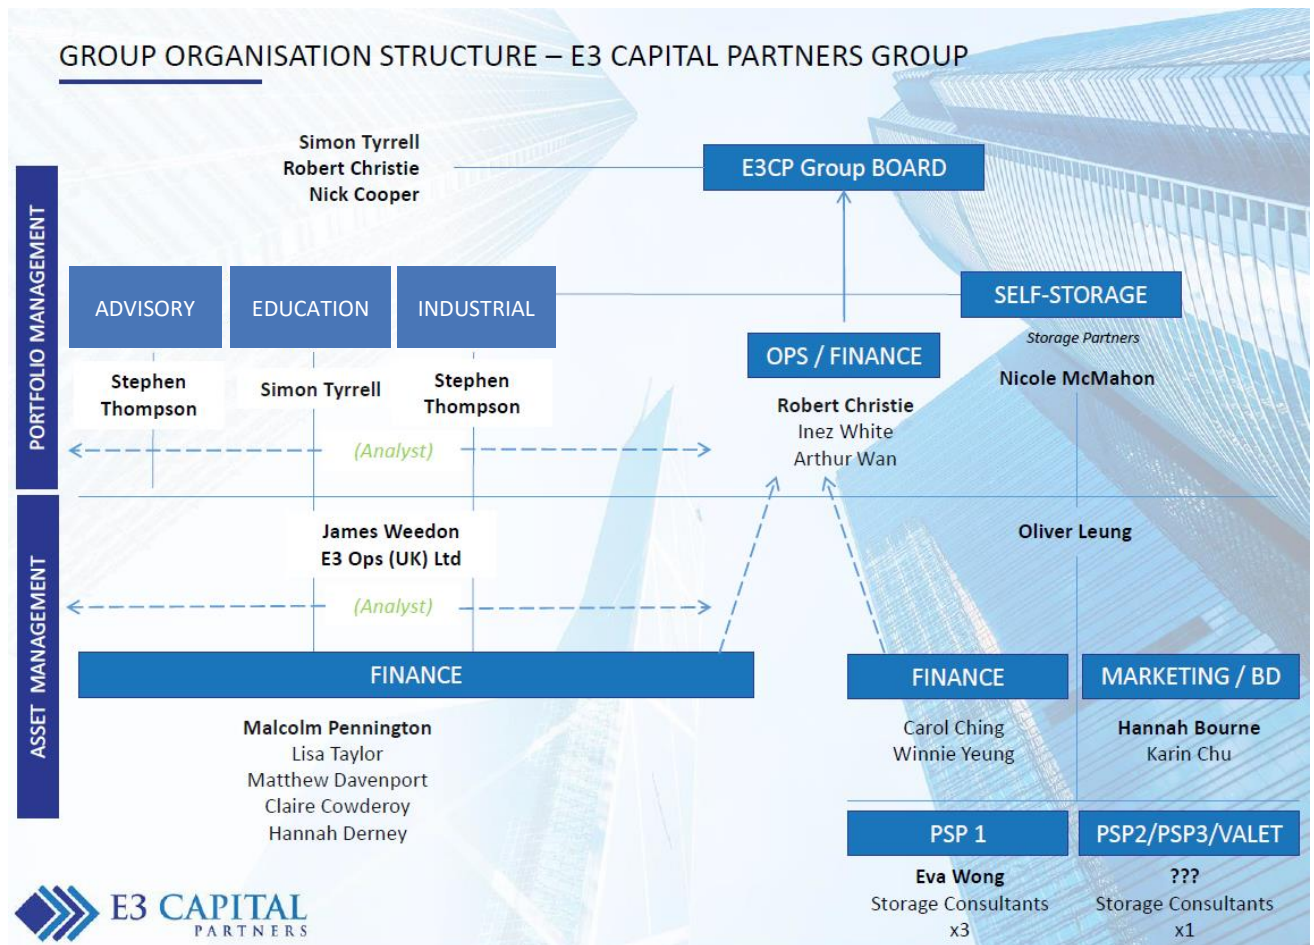 GROUP ORGANISATION STRUCTURE – E3 CAPITAL PARTNERS GROUP
PORTFOLIO MANAGEMENT
Simon Tyrrell
Robert Christie
Nick Cooper
E3CP Group BOARD
ADVISORY
EDUCATION
INDUSTRIAL
SELF-STORAGE
Storage Partners
Nicole McMahon
OPS / FINANCE
Robert Christie
Inez White
Arthur Wan
Stephen
Thompson
Simon Tyrrell
Stephen
Thompson
(Analyst)
ASSET MANAGEMENT
James Weedon
E3 Ops (UK) Ltd
Oliver Leung
(Analyst)
FINANCE
Malcolm Pennington
Lisa Taylor
Matthew Davenport
Claire Cowderoy
Hannah Derney
FINANCE
Carol Ching
Winnie Yeung
MARKETING / BD
Hannah Bourne
Karin Chu
PSP 1
Eva Wong
Storage Consultants
x3
PSP2/PSP3/VALET
???
Storage Consultants
x1
E3 CAPITAL
PARTNERS